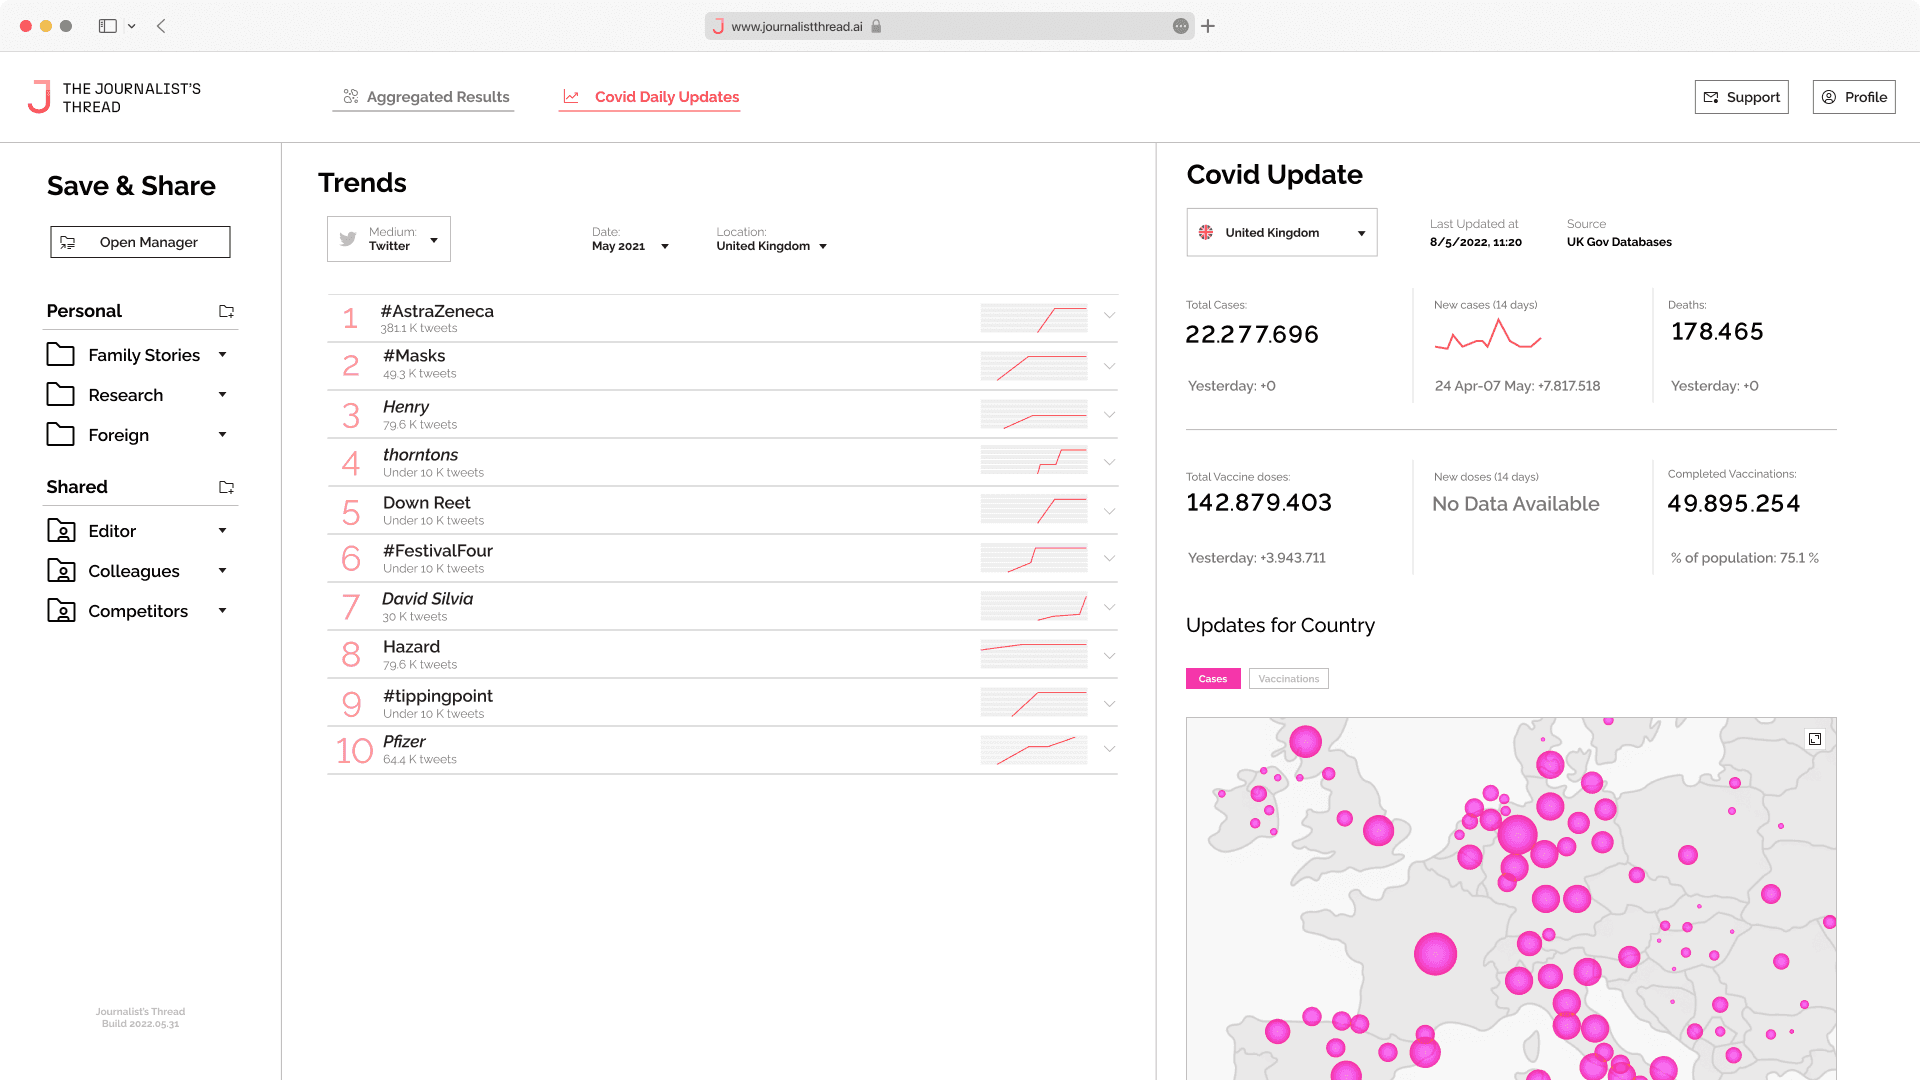 www.journalistthread.ai
THE JOURNALIST'S
THREAD
Aggregated Results
Covid Daily Updates
Support
Profile
Save & Share
Open Manager
Personal
Family Stories
Research
Foreign
Shared
Editor
Colleagues
Competitors
Journalist's Thread
Build 2022.05.31
Trends
Medium:
Twitter
Date:
May 2021
Location:
United Kingdom
1 #AstraZeneca
381.1 K tweets
2 #Masks
49.3 K tweets
3 Henry
79.6 K tweets
4 thorntons
Under 10 K tweets
5 Down Reet
Under 10 K tweets
6 #FestivalFour
Under 10 K tweets
7 David Silvia
30 K tweets
8 Hazard
79.6 K tweets
9 #tippingpoint
Under 10 K tweets
10 Pfizer
64.4 K tweets
Covid Update
United Kingdom
Last Updated at
8/5/2022, 11:20
Source
UK Gov Databases
Total Cases:
22.277.696
Yesterday: +0
New cases (14 days)
24 Apr-07 May: +7.817.518
Deaths:
178.465
Yesterday: +0
Total Vaccine doses:
142.879.403
Yesterday: +3.943.711
New doses (14 days)
No Data Available
Completed Vaccinations:
49.895.254
% of population: 75.1 %
Updates for Country
Cases
Vaccinations